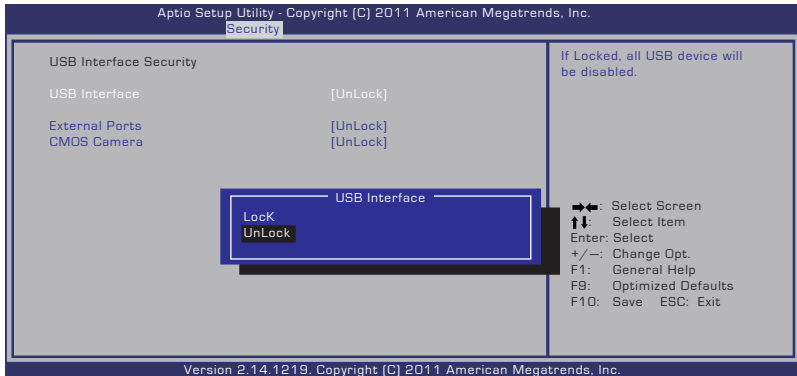 Aptio Setup Utility - Copyright (C) 2011 American Megatrends, Inc.
Security
USB Interface Security
USB Interface [UnLock]
External Ports [UnLock]
CMOS Camera [UnLock]
If Locked, all USB device will
be disabled.
USB Interface
LocK
UnLock
→←: Select Screen
↑↓: Select Item
Enter: Select
+/—: Change Opt.
F1: General Help
F9: Optimized Defaults
F10: Save ESC: Exit
Version 2.14.1219. Copyright (C) 2011 American Megatrends, Inc.